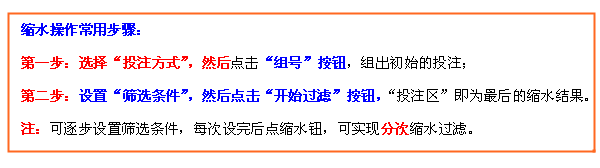 缩水操作常用步骤：
第一步：选择“投注方式”，然后点击“组号”按钮，组出初始的投注；
第二步：设置“筛选条件”，然后点击“开始过滤”按钮，“投注区”即为最后的缩水结果。
注：可逐步设置筛选条件，每次设完后点缩水钮，可实现分次缩水过滤。